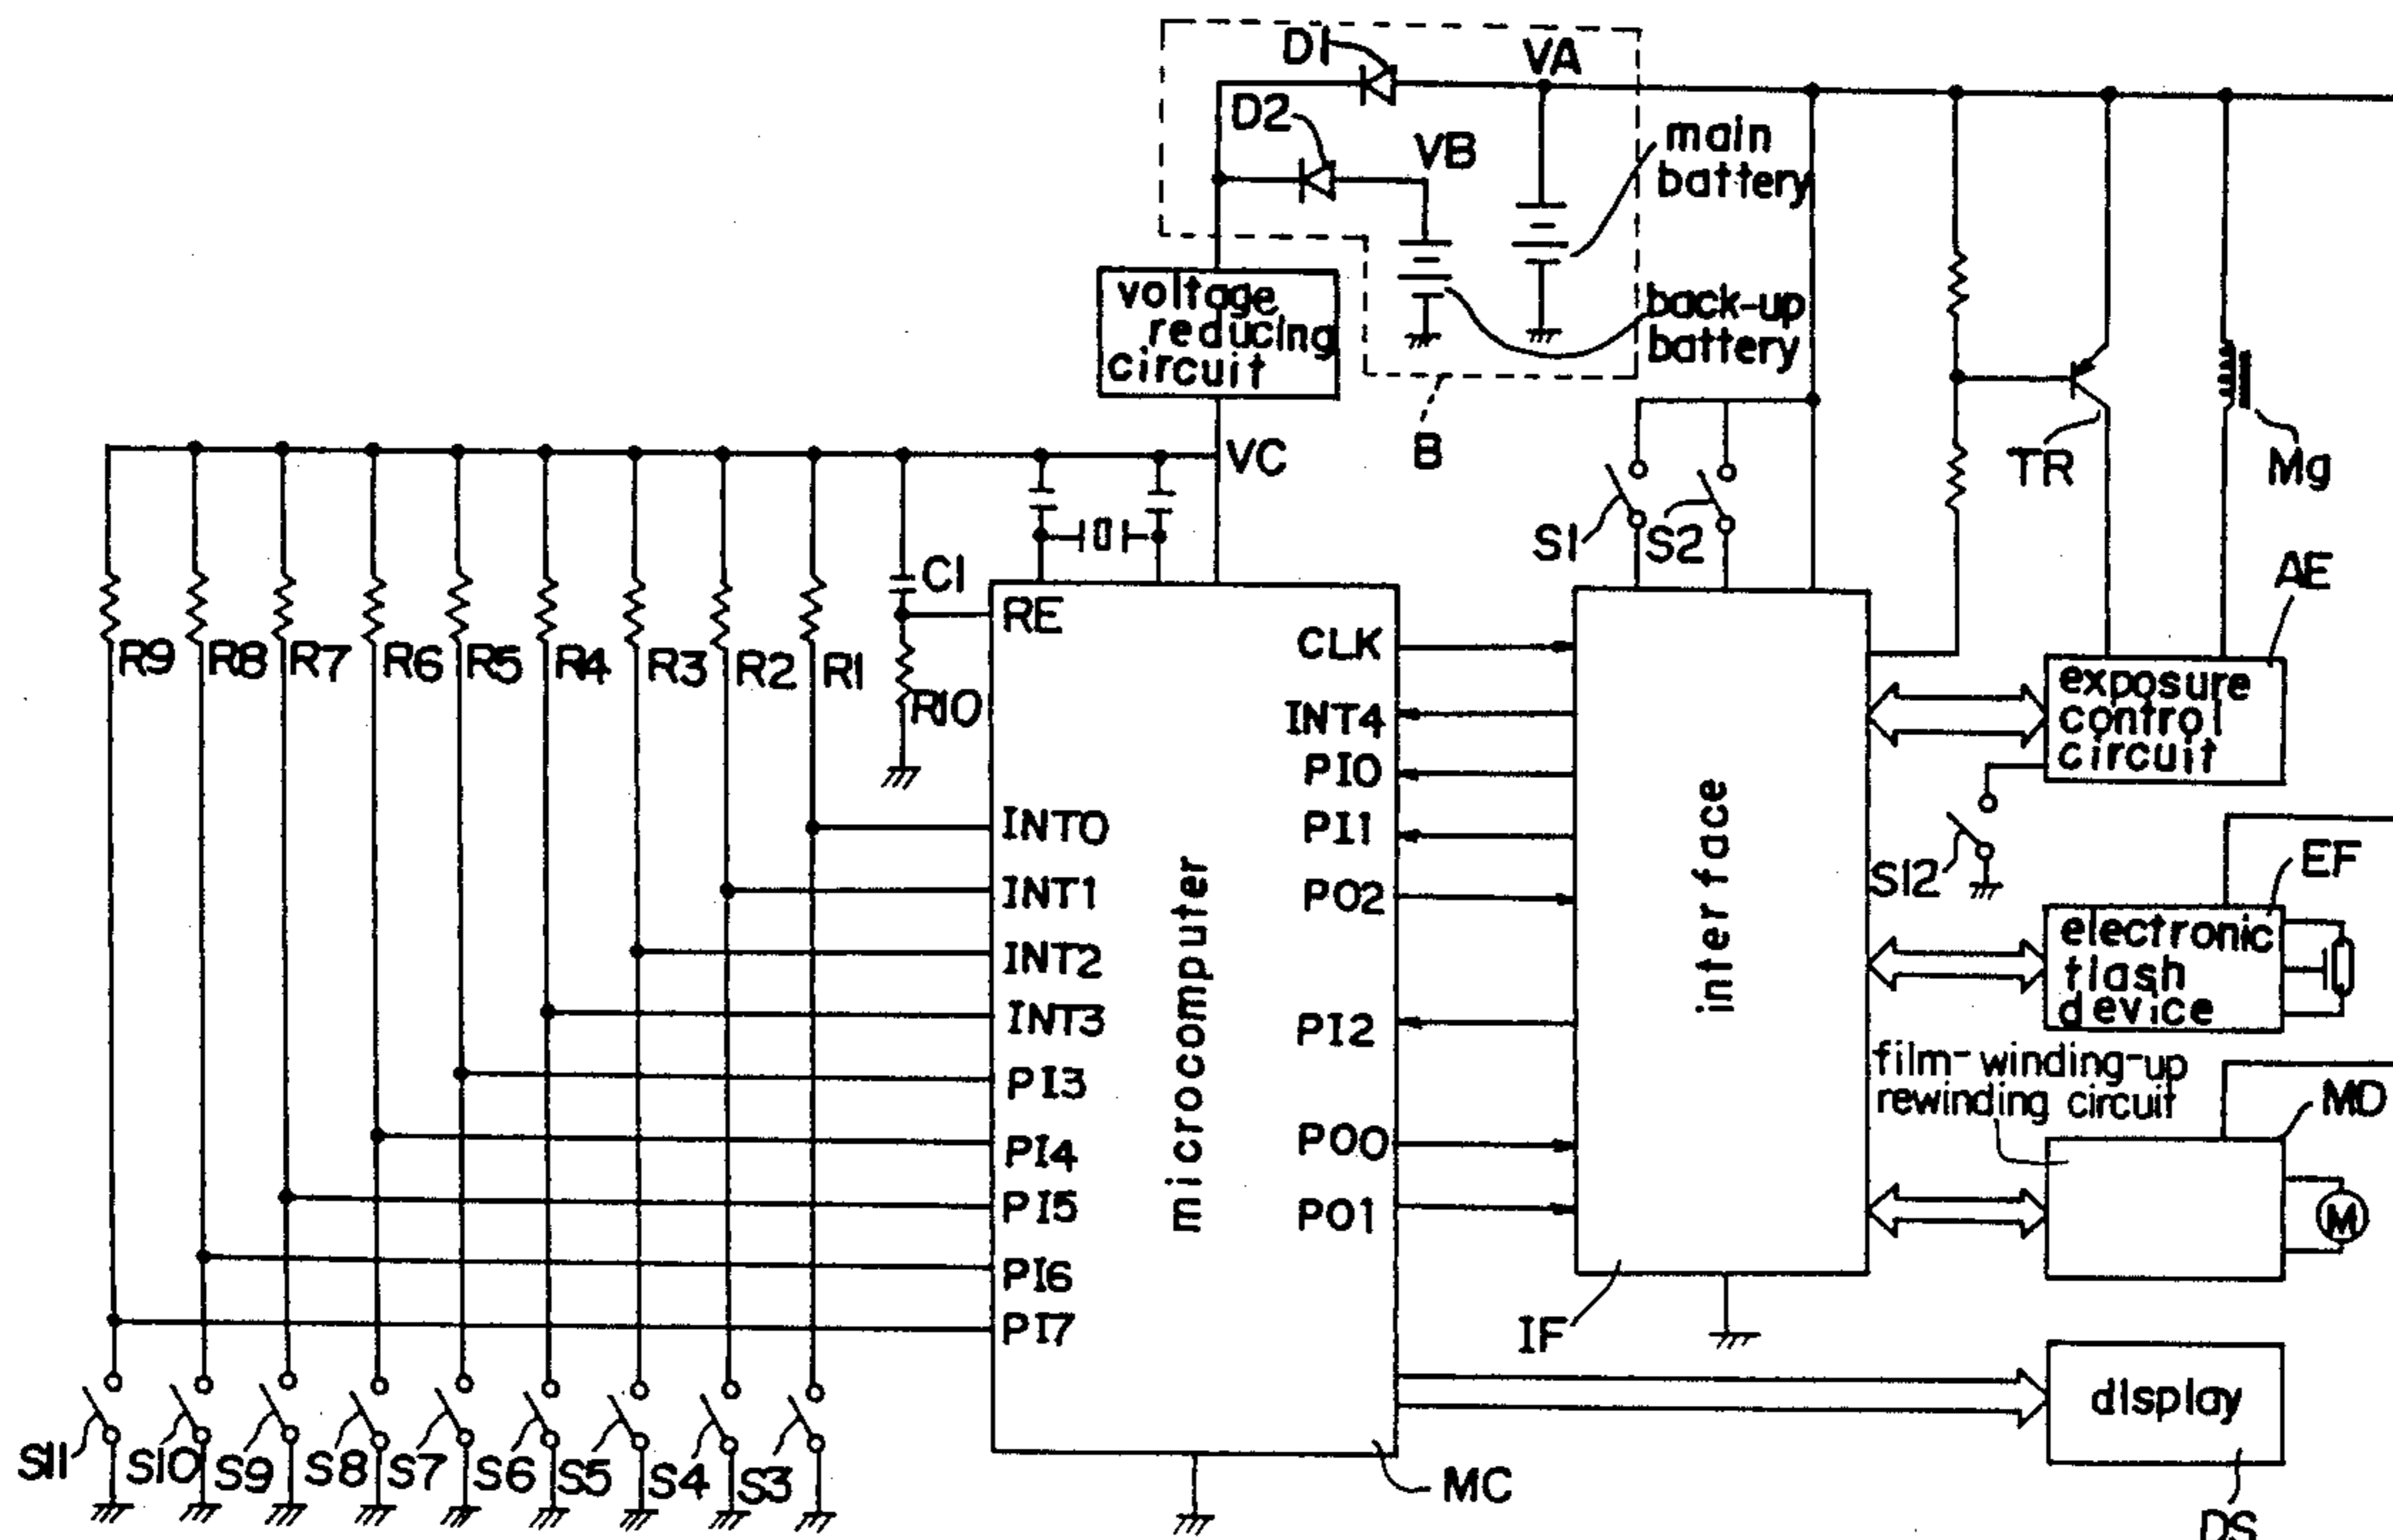 D1
VA
D2
VB
main
battery
voltage
reducing
circuit
back-up
battery
B
VC
TR
Mg
S1
S2
C1
AE
RE
R9
R8
R7
R6
R5
R4
R3
R2
R1
R10
CLK
INT4
PI0
PI1
PO2
PI2
PO0
PO1
exposure
control
circuit
S12
INT0
INT1
INT2
INT3
PI3
PI4
PI5
PI6
PI7
microcomputer
interface
EF
electronic
flash
device
film-winding-up
rewinding circuit
MD
M
IF
display
S11
S10
S9
S8
S7
S6
S5
S4
S3
MC
DS